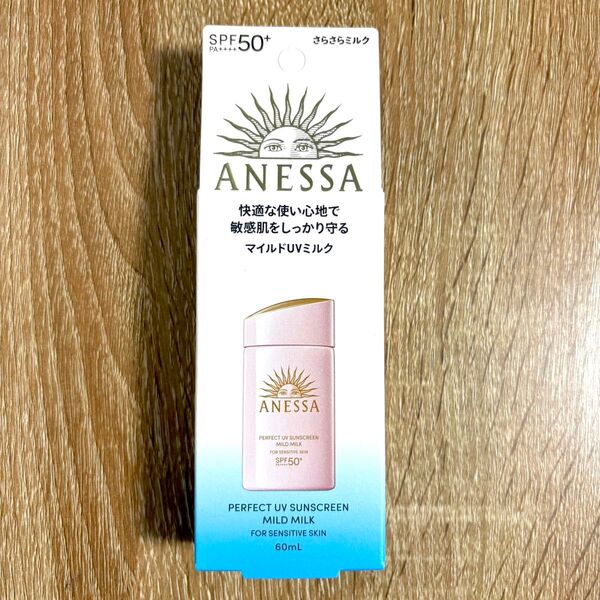 SPF50+
PA++++
さらさらミルク
ANESSA
快適な使い心地で
敏感肌をしっかり守る
マイルドUVミルク
ANESSA
PERFECT UV SUNSCREEN
MILD MILK
FOR SENSITIVE SKIN
SPF50+
PA++++
PERFECT UV SUNSCREEN
MILD MILK
FOR SENSITIVE SKIN
60mL